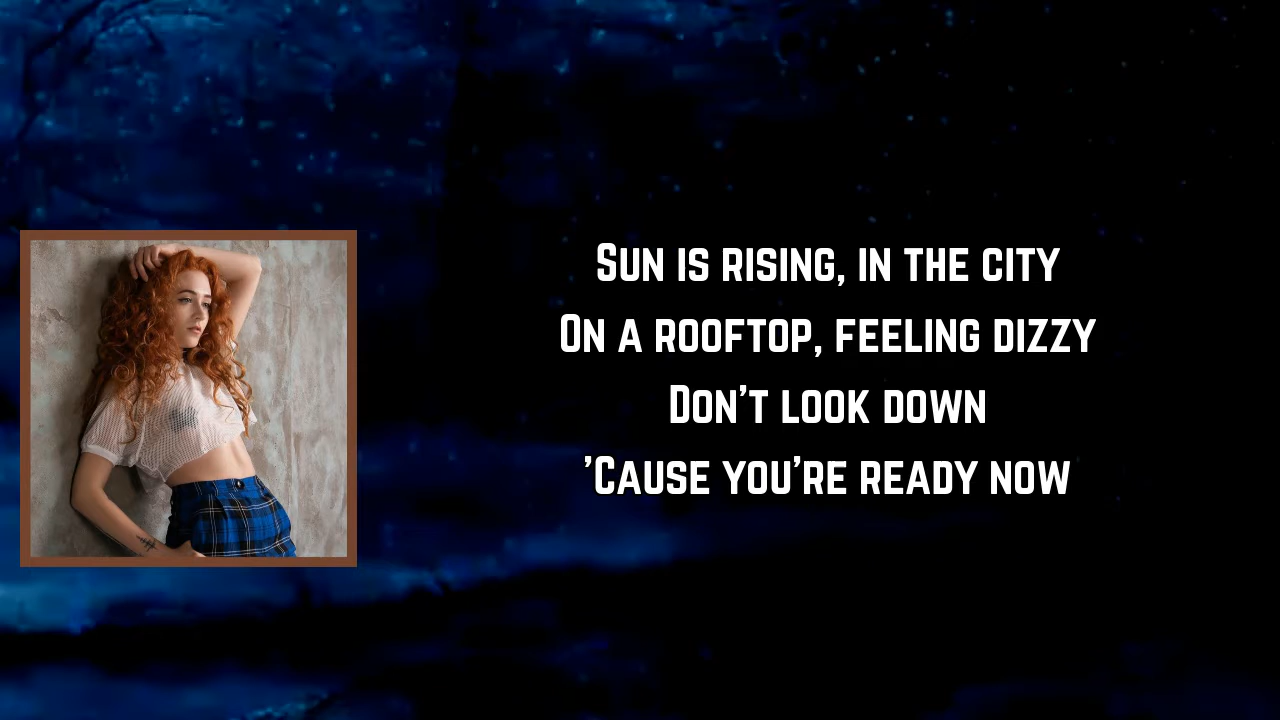 Sun is rising, in the city
On a rooftop, feeling dizzy
Don't look down
'Cause you're ready now